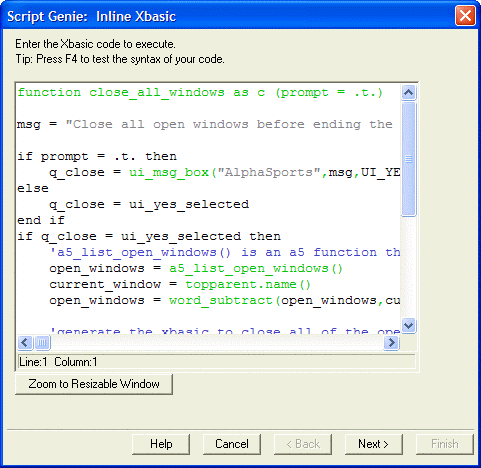 Script Genie:  Inline Xbasic
Enter the Xbasic code to execute.
Tip: Press F4 to test the syntax of your code.
function close_all_windows as c (prompt = .t.)
msg = "Close all open windows before ending the
if prompt = .t. then
    q_close = ui_msg_box("AlphaSports",msg,UI_YE
else
    q_close = ui_yes_selected
end if
if q_close = ui_yes_selected then
    'a5_list_open_windows() is an a5 function th
    open_windows = a5_list_open_windows()
    current_window = topparent.name()
    open_windows = word_subtract(open_windows,cu
    'generate the xbasic to close all of the ope
Line:1  Column:1
Zoom to Resizable Window
Help Cancel < Back Next > Finish